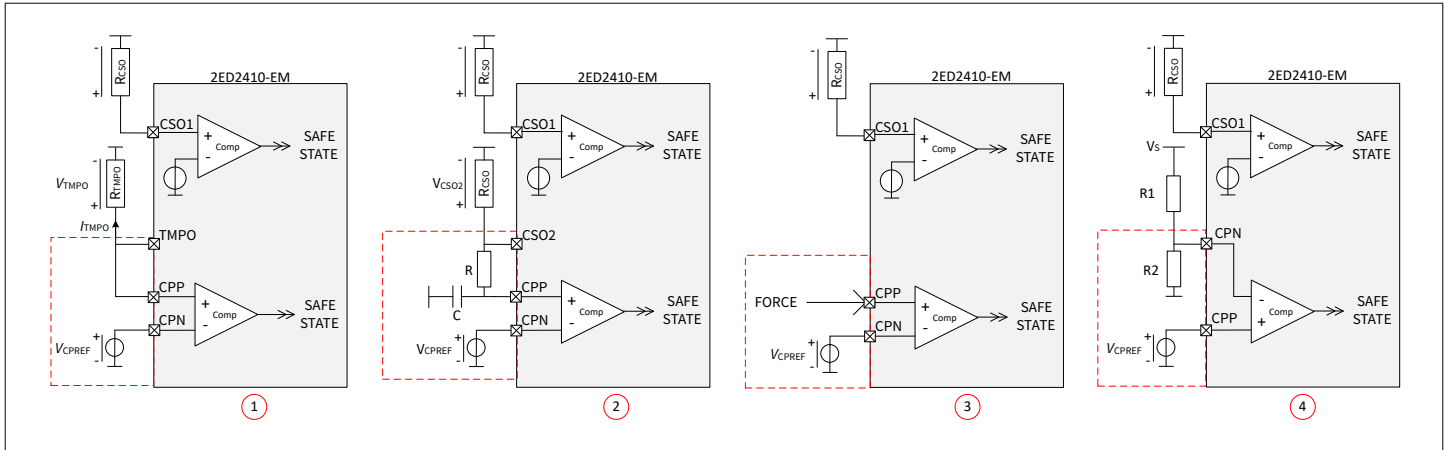 2ED2410-EM
-
RCSO
+
CSO1
+
Comp
-
SAFE
STATE
-
VTMPO
RTMPO
+
ITMPO
TMPO
CPP
+
Comp
-
SAFE
STATE
CPN
VCPREF
+
-
1
2ED2410-EM
-
RCSO
+
CSO1
+
Comp
-
SAFE
STATE
-
VCSO2
RCSO
+
CSO2
R
C
CPP
+
Comp
-
SAFE
STATE
CPN
VCPREF
+
-
2
2ED2410-EM
-
RCSO
+
CSO1
+
Comp
-
SAFE
STATE
FORCE
CPP
+
Comp
-
SAFE
STATE
CPN
VCPREF
+
-
3
2ED2410-EM
-
RCSO
+
CSO1
+
Comp
-
SAFE
STATE
VS
R1
CPN
R2
-
Comp
+
SAFE
STATE
CPP
VCPREF
+
-
4